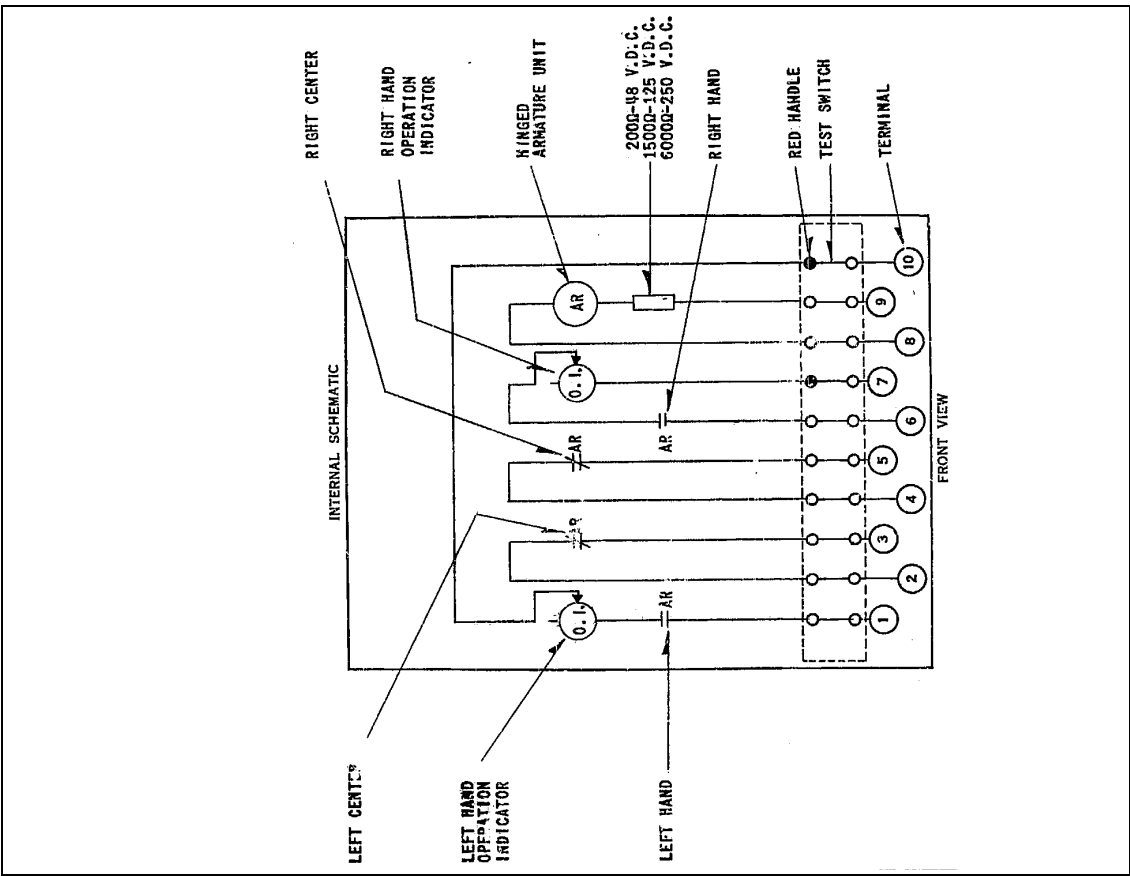 INTERNAL SCHEMATIC
RIGHT CENTER
RIGHT HAND
OPERATION
INDICATOR
HINGED
ARMATURE UNIT
200Ω-48 V.D.C.
1500Ω-125 V.D.C.
6000Ω-250 V.D.C.
RIGHT HAND
RED HANDLE
TEST SWITCH
TERMINAL
LEFT CENTER
LEFT HAND
OPERATION
INDICATOR
LEFT HAND
O.I.
AR
AR
AR
O.I.
AR
AR
1
2
3
4
5
6
7
8
9
10
FRONT VIEW